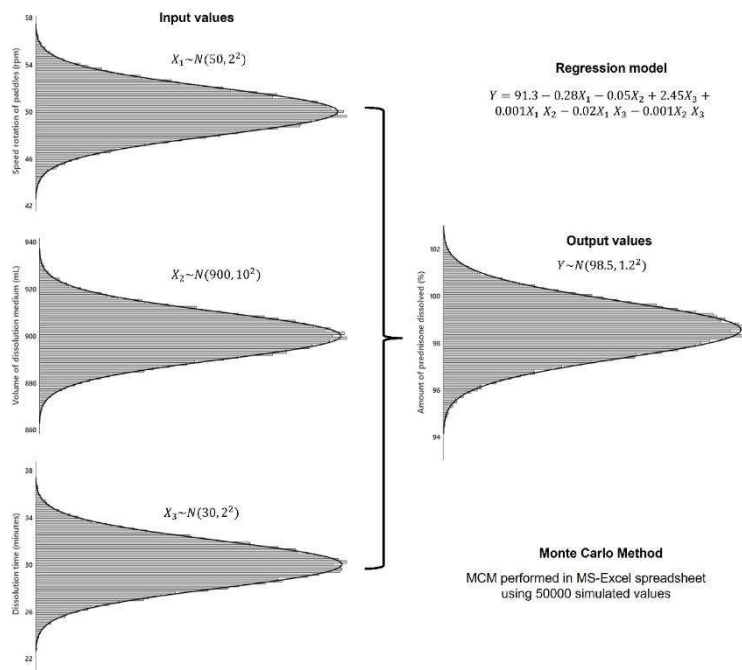 Input values
X₁~N(50, 2²)
Speed rotation of paddles (rpm)
58
54
50
46
42
Regression model
Y = 91.3 − 0.28X₁ − 0.05X₂ + 2.45X₃ +
0.001X₁ X₂ − 0.02X₁ X₃ − 0.001X₂ X₃
X₂~N(900, 10²)
Volume of dissolution medium (mL)
940
920
900
880
860
Output values
Y~N(98.5, 1.2²)
Amount of prednisone dissolved (%)
102
100
98
96
94
X₃~N(30, 2²)
Dissolution time (minutes)
38
34
30
26
22
Monte Carlo Method
MCM performed in MS-Excel spreadsheet
using 50000 simulated values